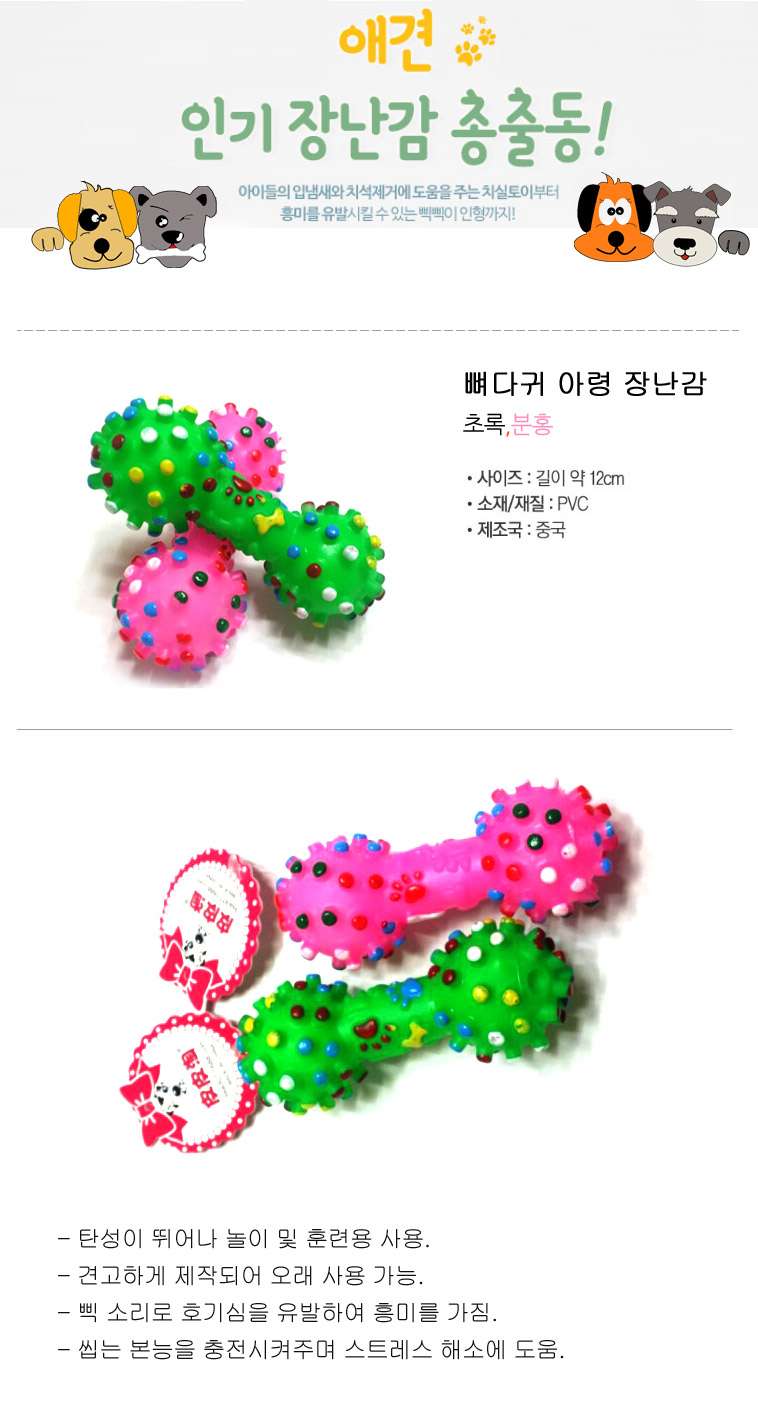 애견
인기 장난감 총출동!
아이들의 입냄새와 치석제거에 도움을 주는 치실토이부터
흥미를 유발시킬 수 있는 삑삑이 인형까지!
뼈다귀 아령 장난감
초록,분홍
• 사이즈 : 길이 약 12cm
• 소재/재질 : PVC
• 제조국 : 중국
– 탄성이 뛰어나 놀이 및 훈련용 사용.
– 견고하게 제작되어 오래 사용 가능.
– 삑 소리로 호기심을 유발하여 흥미를 가짐.
– 씹는 본능을 충전시켜주며 스트레스 해소에 도움.